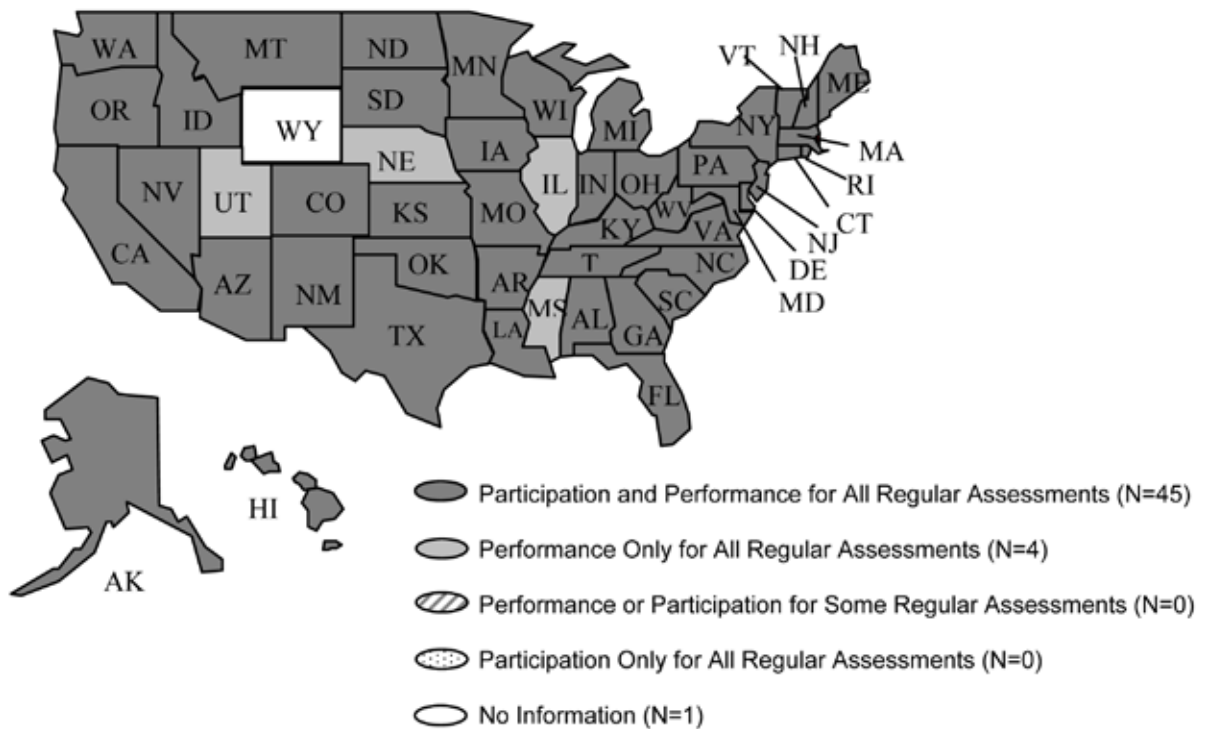 WA
MT
ND
MN
VT
NH
ME
OR
ID
SD
WI
MI
NY
WY
MA
NE
IA
PA
RI
NV
UT
CO
IL
IN
OH
CT
KS
MO
WV
CA
KY
VA
NJ
AZ
NM
OK
AR
T
NC
DE
MD
TX
LA
MS
AL
GA
SC
FL
AK
HI
Participation and Performance for All Regular Assessments (N=45)
Performance Only for All Regular Assessments (N=4)
Performance or Participation for Some Regular Assessments (N=0)
Participation Only for All Regular Assessments (N=0)
No Information (N=1)